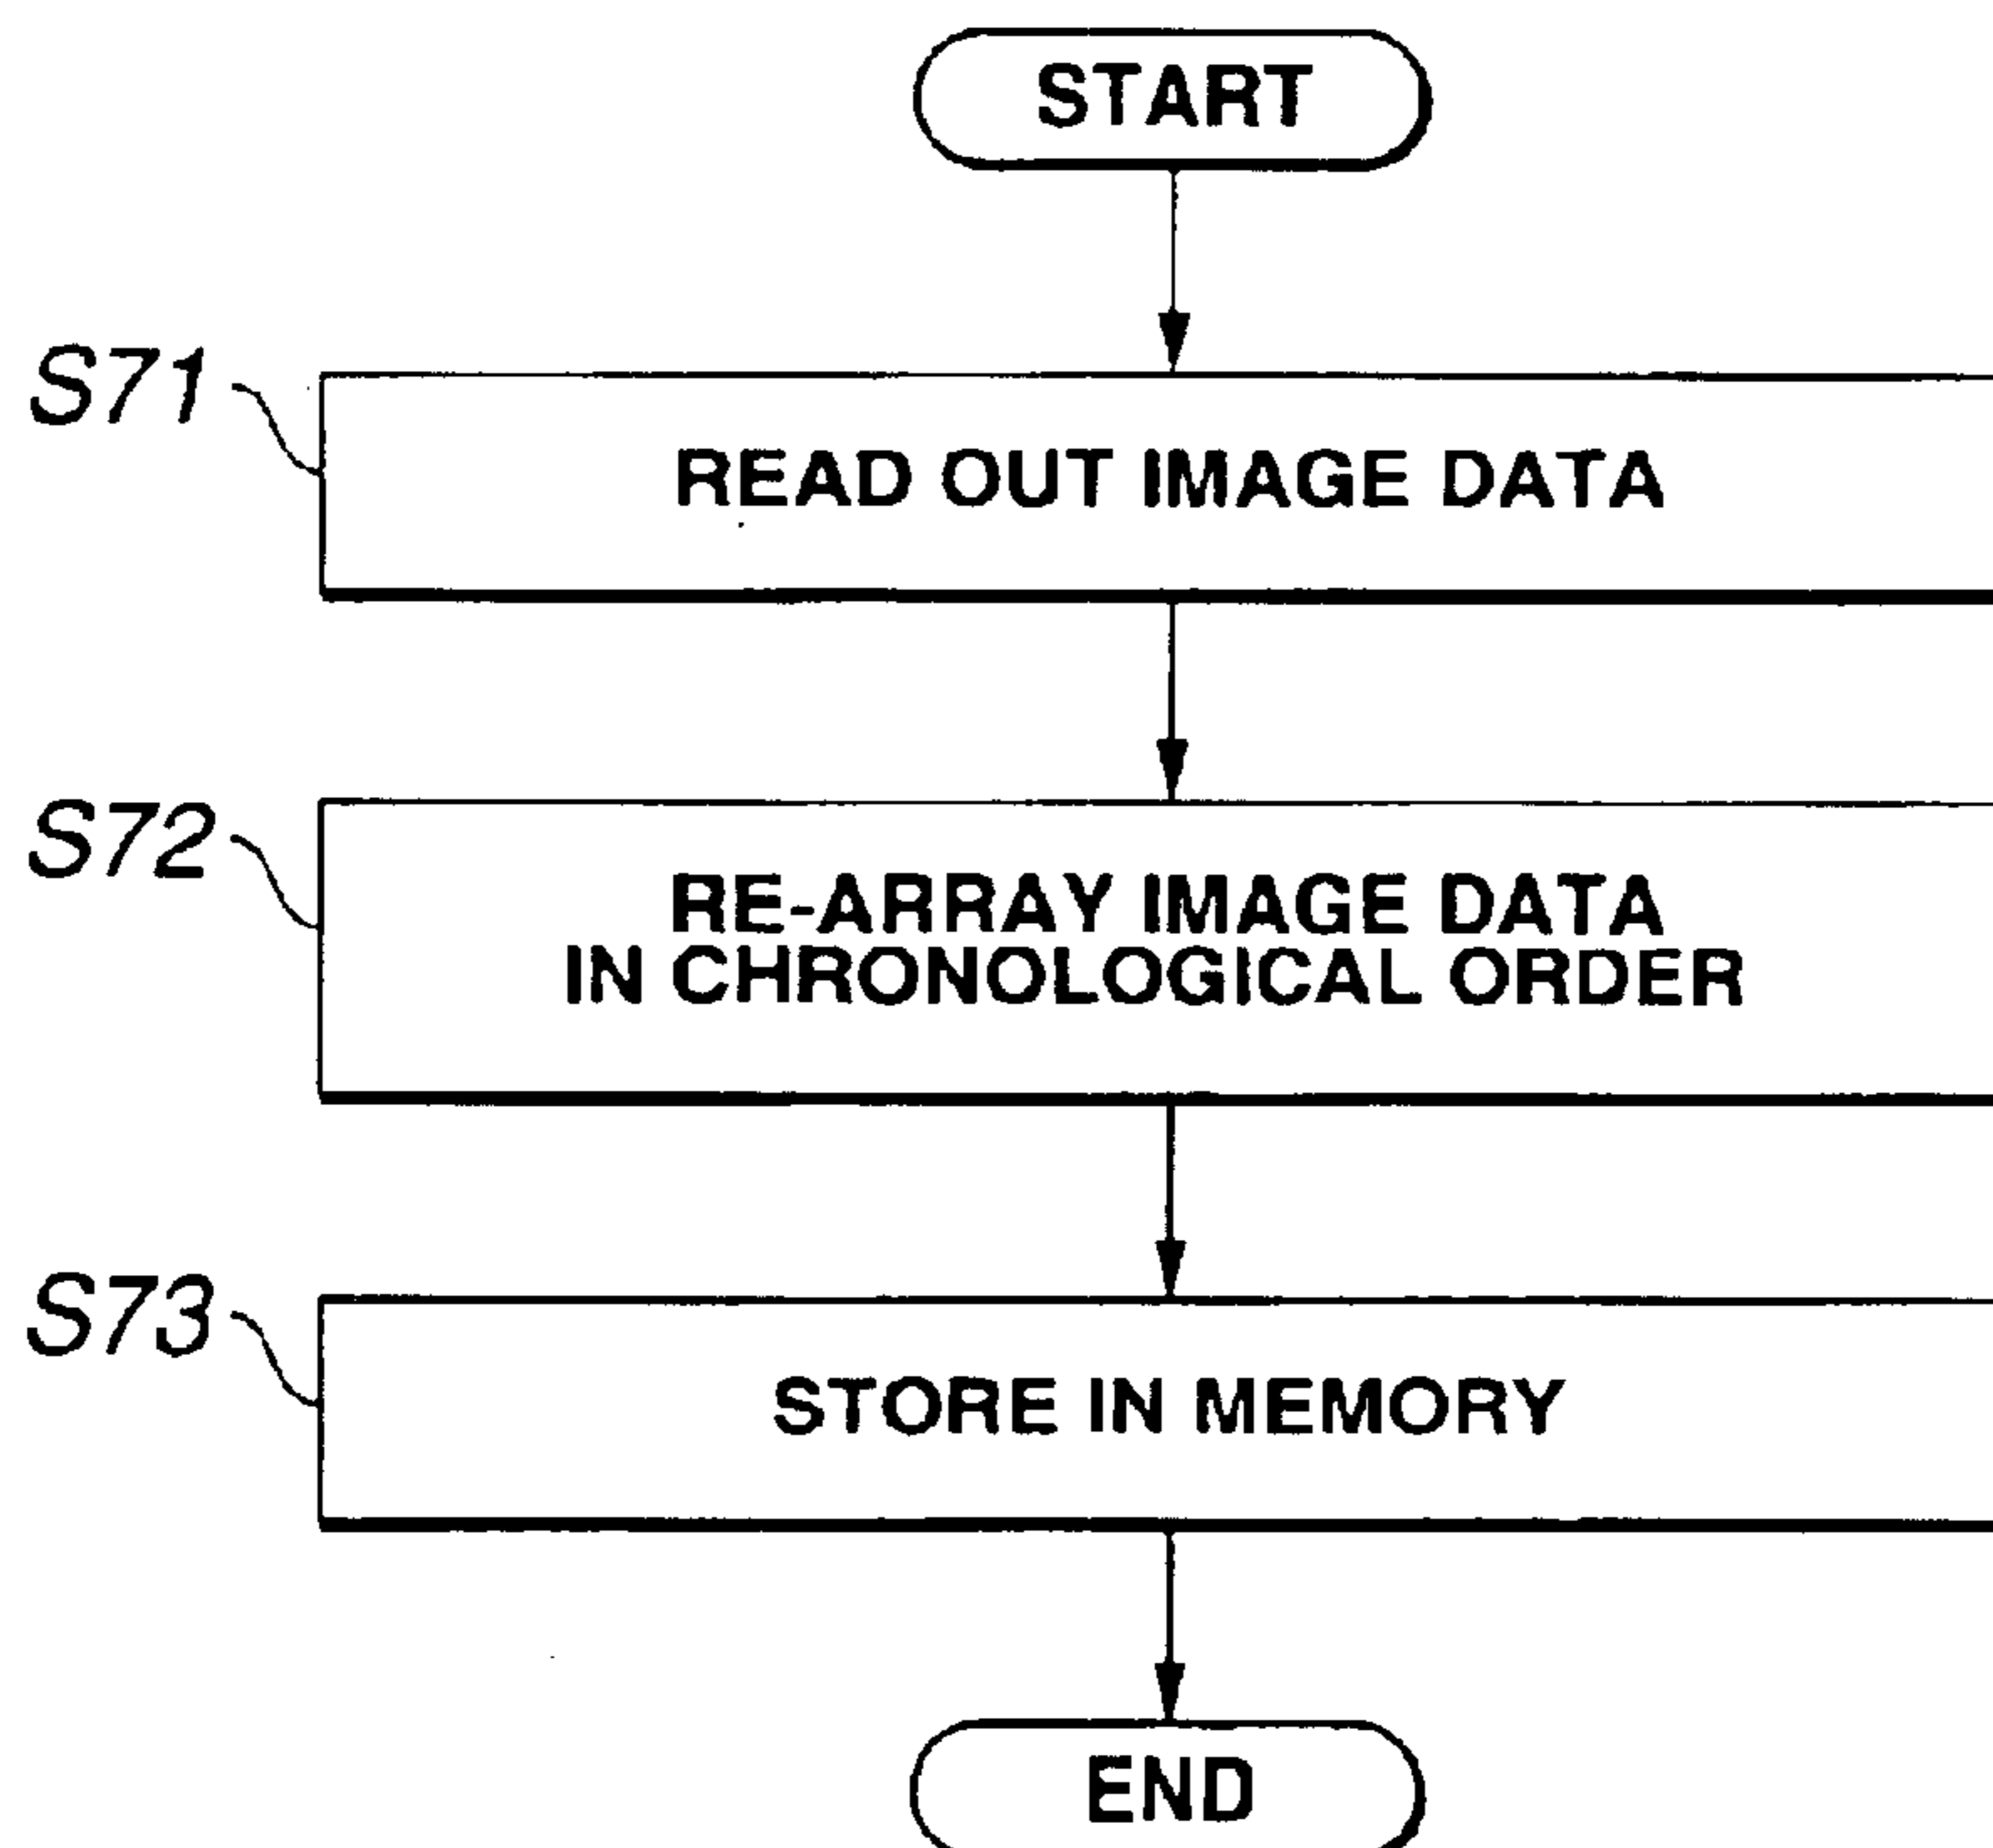 START
S71
READ OUT IMAGE DATA
S72
RE-ARRAY IMAGE DATA
IN CHRONOLOGICAL ORDER
S73
STORE IN MEMORY
END